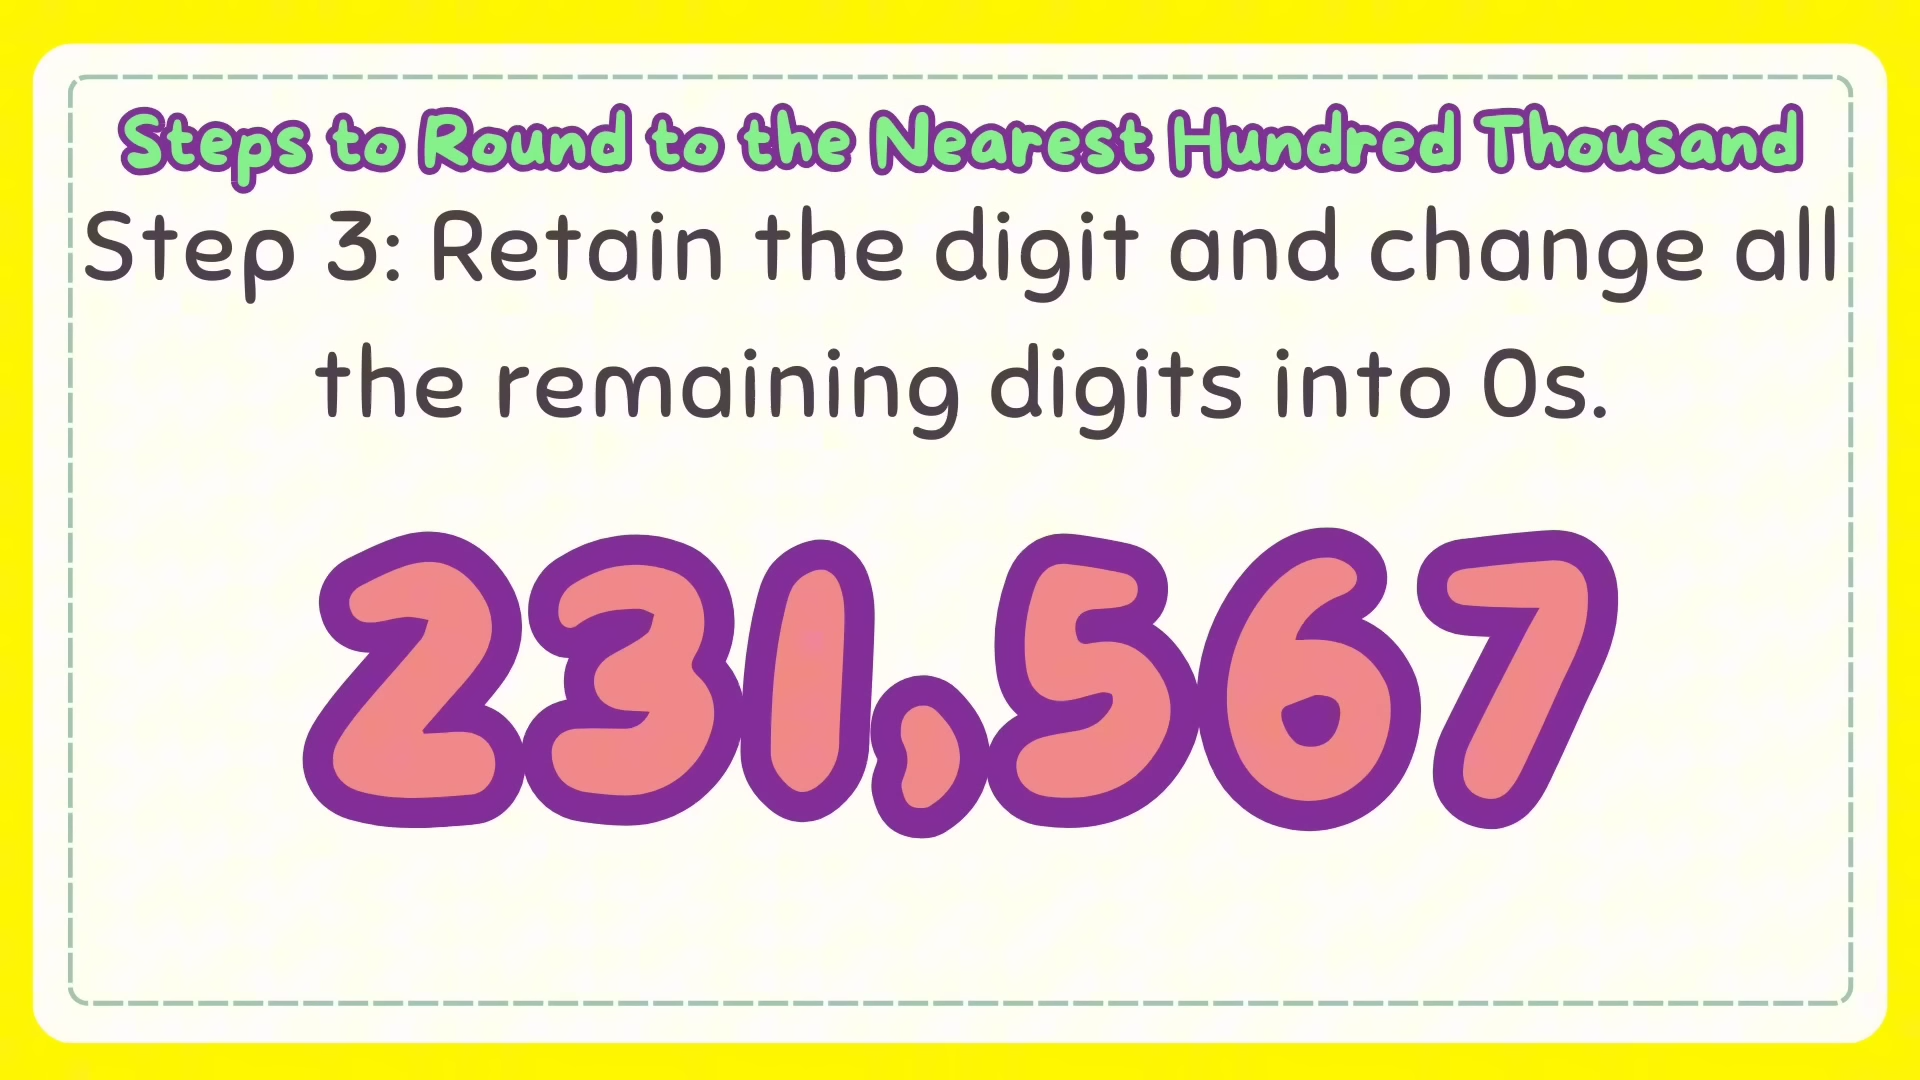 Steps to Round to the Nearest Hundred Thousand
Step 3: Retain the digit and change all
the remaining digits into 0s.
231,567